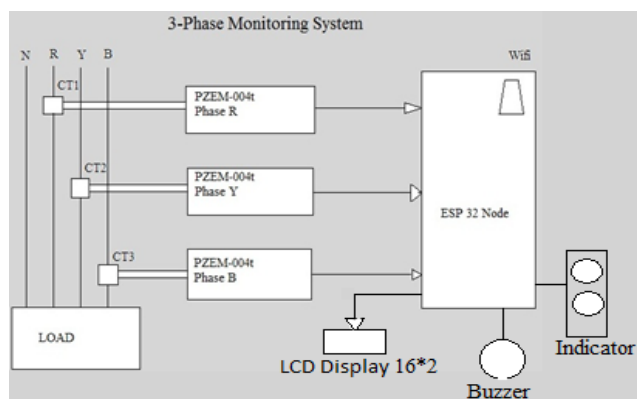 3-Phase Monitoring System
N R Y B
Wifi
CT1
PZEM-004t
Phase R
CT2
PZEM-004t
Phase Y
ESP 32 Node
CT3
PZEM-004t
Phase B
LOAD
LCD Display 16*2
Indicator
Buzzer